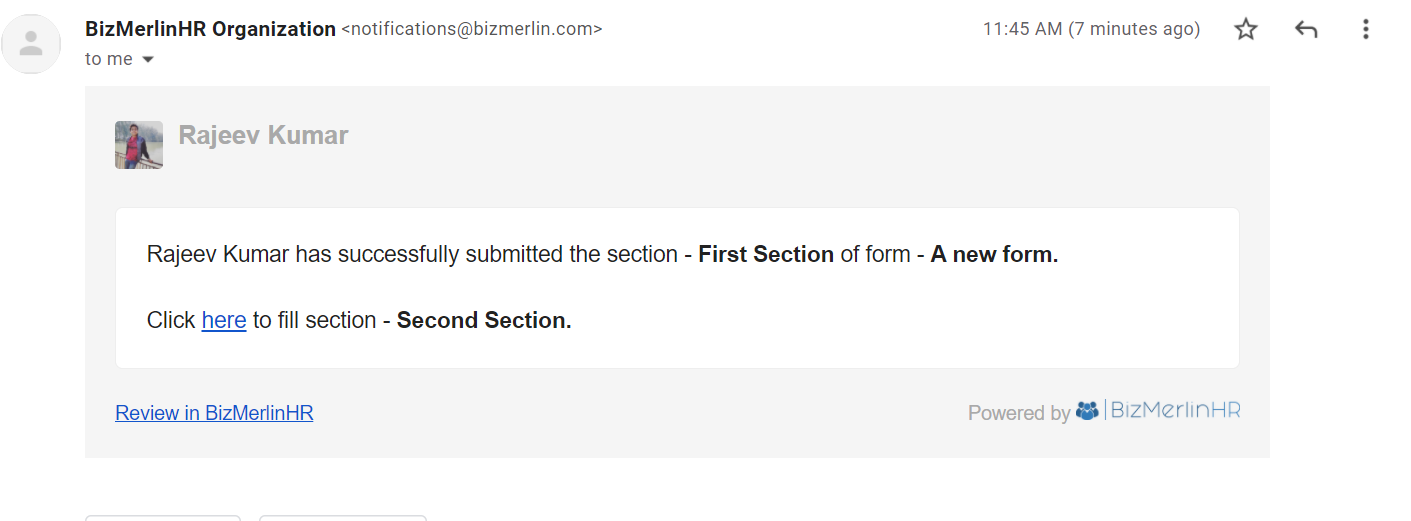 BizMerlinHR Organization <notifications@bizmerlin.com> 11:45 AM (7 minutes ago)
to me
Rajeev Kumar
Rajeev Kumar has successfully submitted the section - First Section of form - A new form.
Click here to fill section - Second Section.
Review in BizMerlinHR Powered by BizMerlinHR